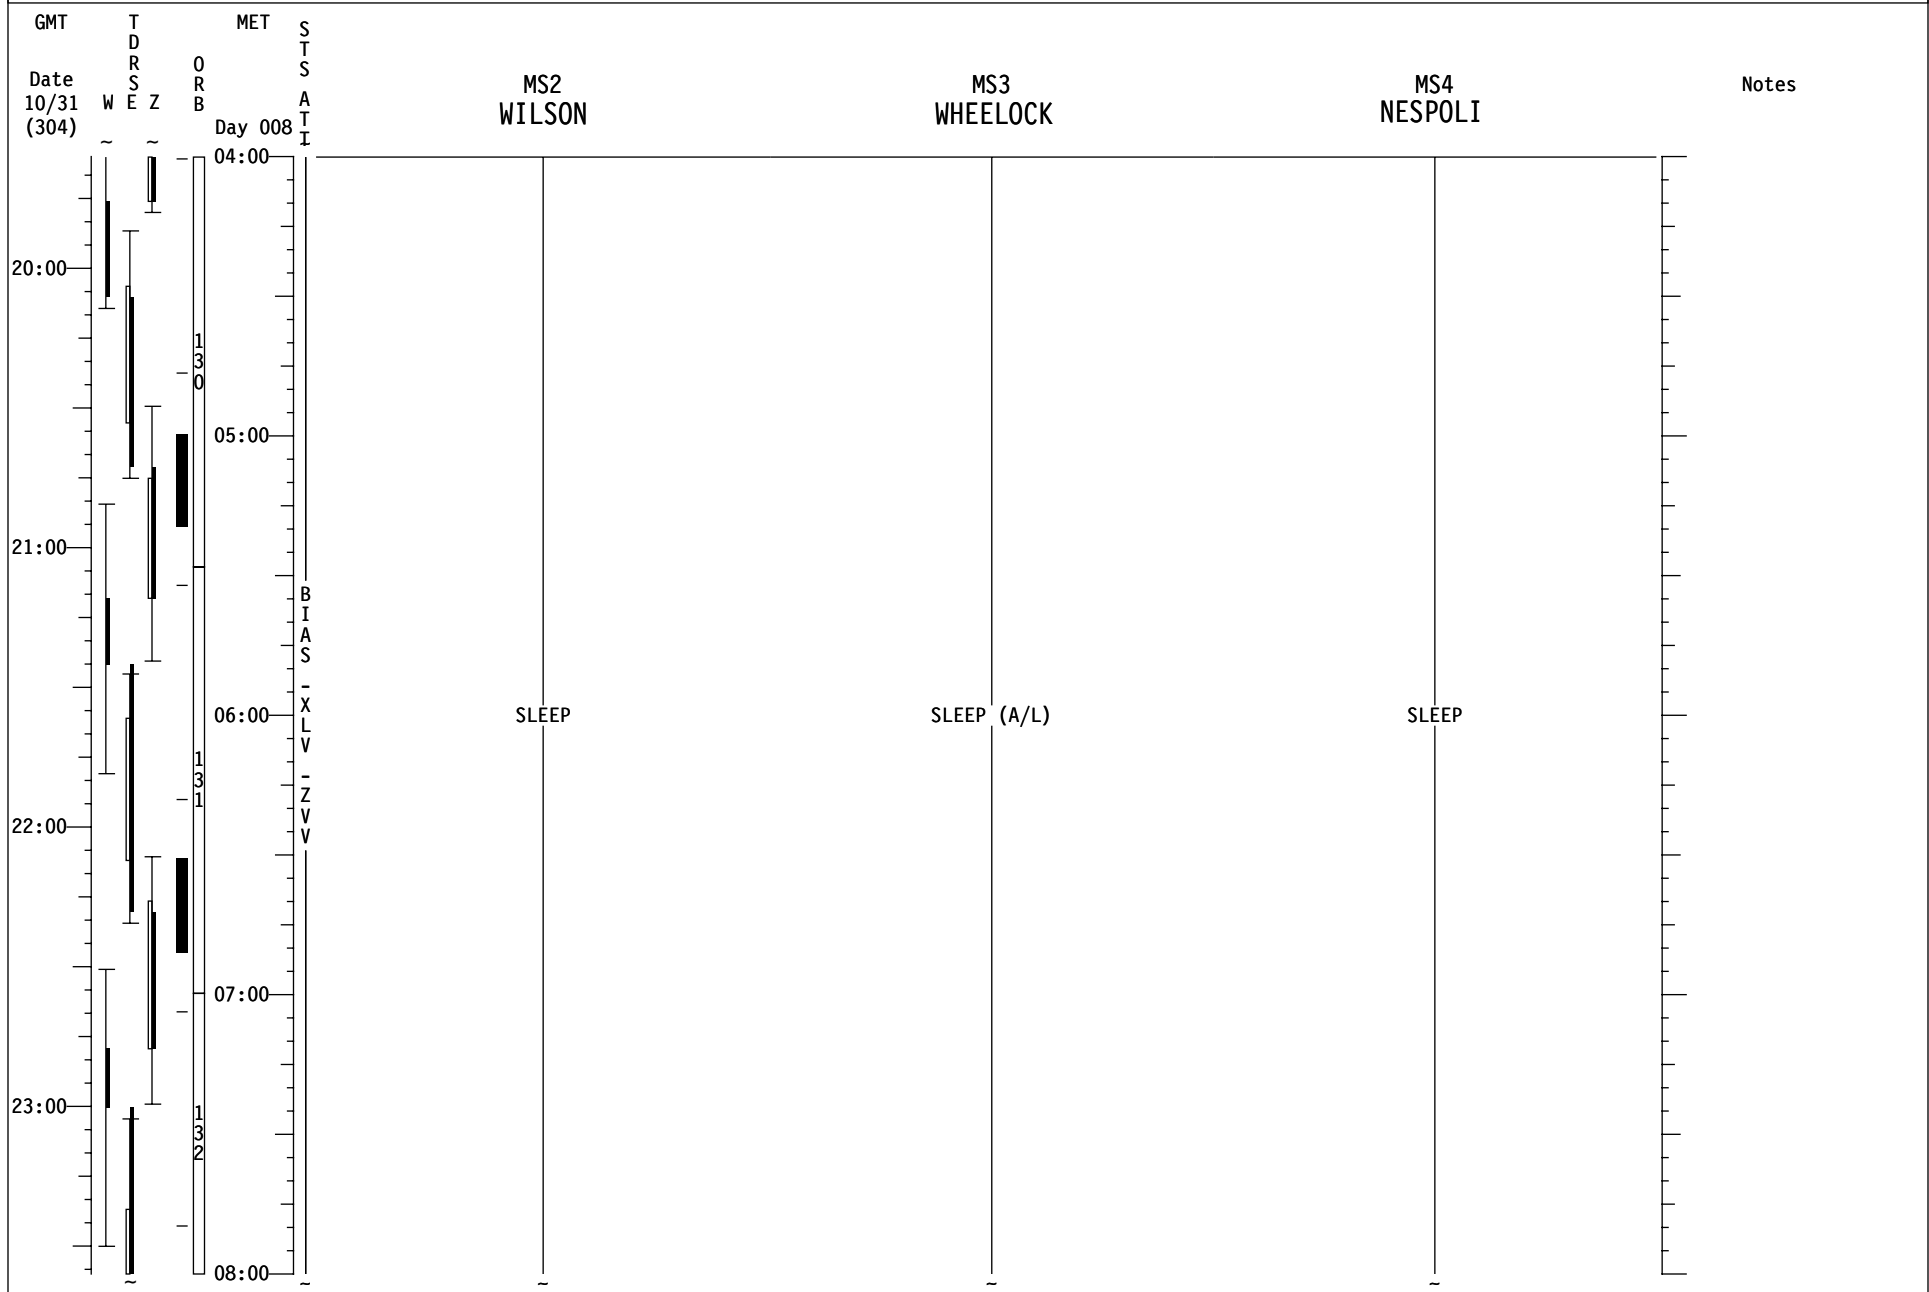 GMT
TDRS
MET
STS ATT
ORB
Date
10/31
(304)
W E Z
Day 008
MS2
WILSON
MS3
WHEELOCK
MS4
NESPOLI
Notes
~ ~ ~
04:00
20:00
130
05:00
21:00
BIAS -XLV -ZVV
06:00
SLEEP
SLEEP (A/L)
SLEEP
131
22:00
07:00
23:00
132
08:00
~ ~ ~ ~ ~